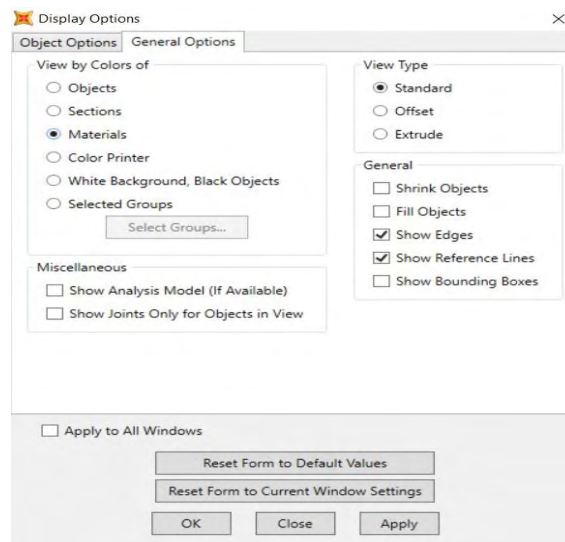 Display Options
Object Options General Options
View by Colors of
Objects
Sections
Materials
Color Printer
White Background, Black Objects
Selected Groups
Select Groups...
Miscellaneous
Show Analysis Model (If Available)
Show Joints Only for Objects in View
View Type
Standard
Offset
Extrude
General
Shrink Objects
Fill Objects
Show Edges
Show Reference Lines
Show Bounding Boxes
Apply to All Windows
Reset Form to Default Values
Reset Form to Current Window Settings
OK Close Apply